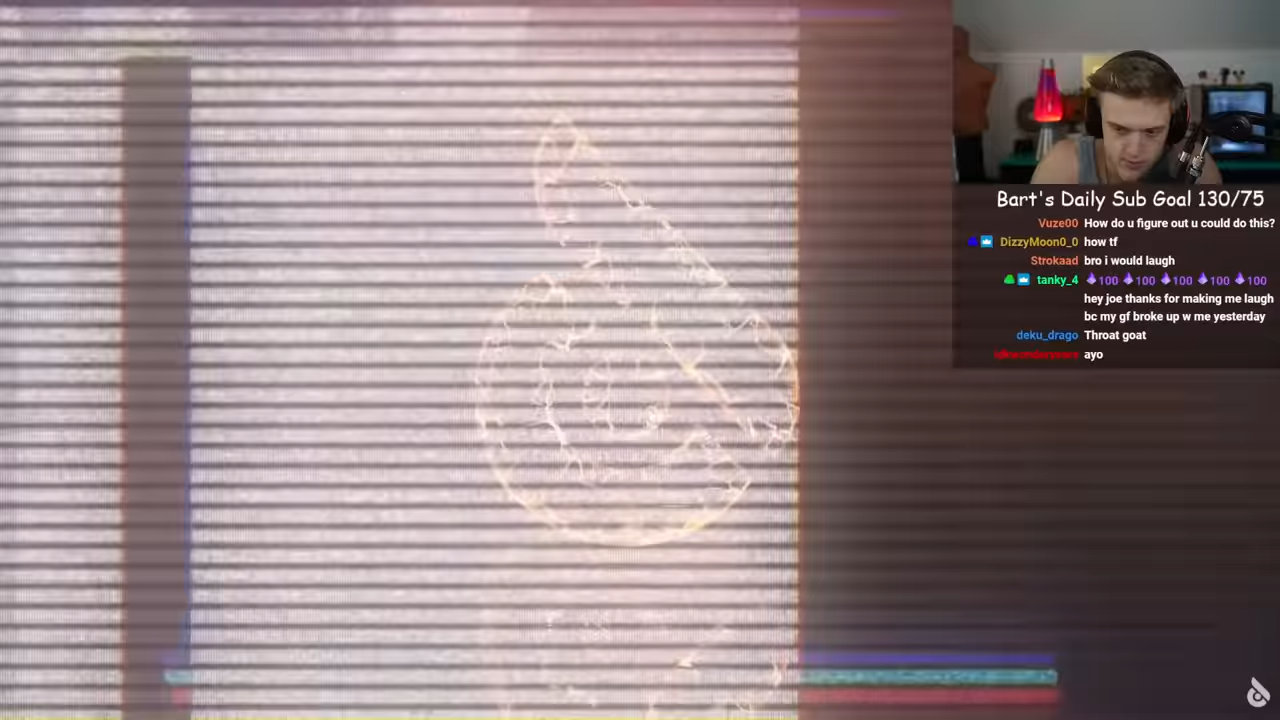 Bart's Daily Sub Goal 130/75
Vuze00 How do u figure out u could do this?
DizzyMoon0_0 how tf
Strokaad bro i would laugh
tanky_4 100 100 100 100 100
hey joe thanks for making me laugh
bc my gf broke up w me yesterday
deku_drago Throat goat
ayo